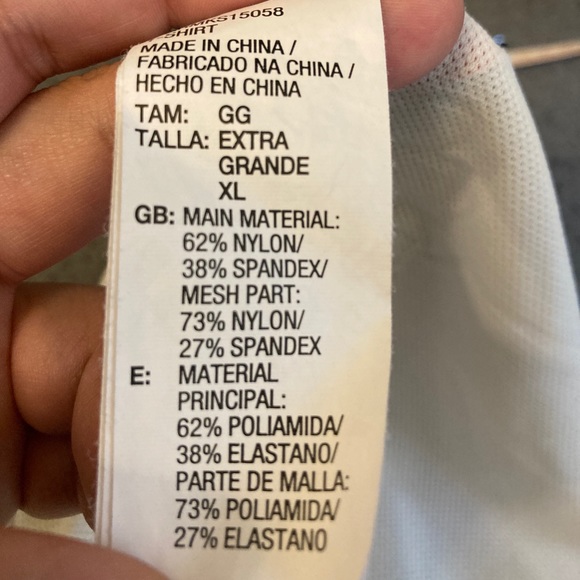 SHIRT
MADE IN CHINA /
FABRICADO NA CHINA /
HECHO EN CHINA
TAM: GG
TALLA: EXTRA
GRANDE
XL
GB: MAIN MATERIAL:
62% NYLON/
38% SPANDEX/
MESH PART:
73% NYLON/
27% SPANDEX
E: MATERIAL
PRINCIPAL:
62% POLIAMIDA/
38% ELASTANO/
PARTE DE MALLA:
73% POLIAMIDA/
27% ELASTANO